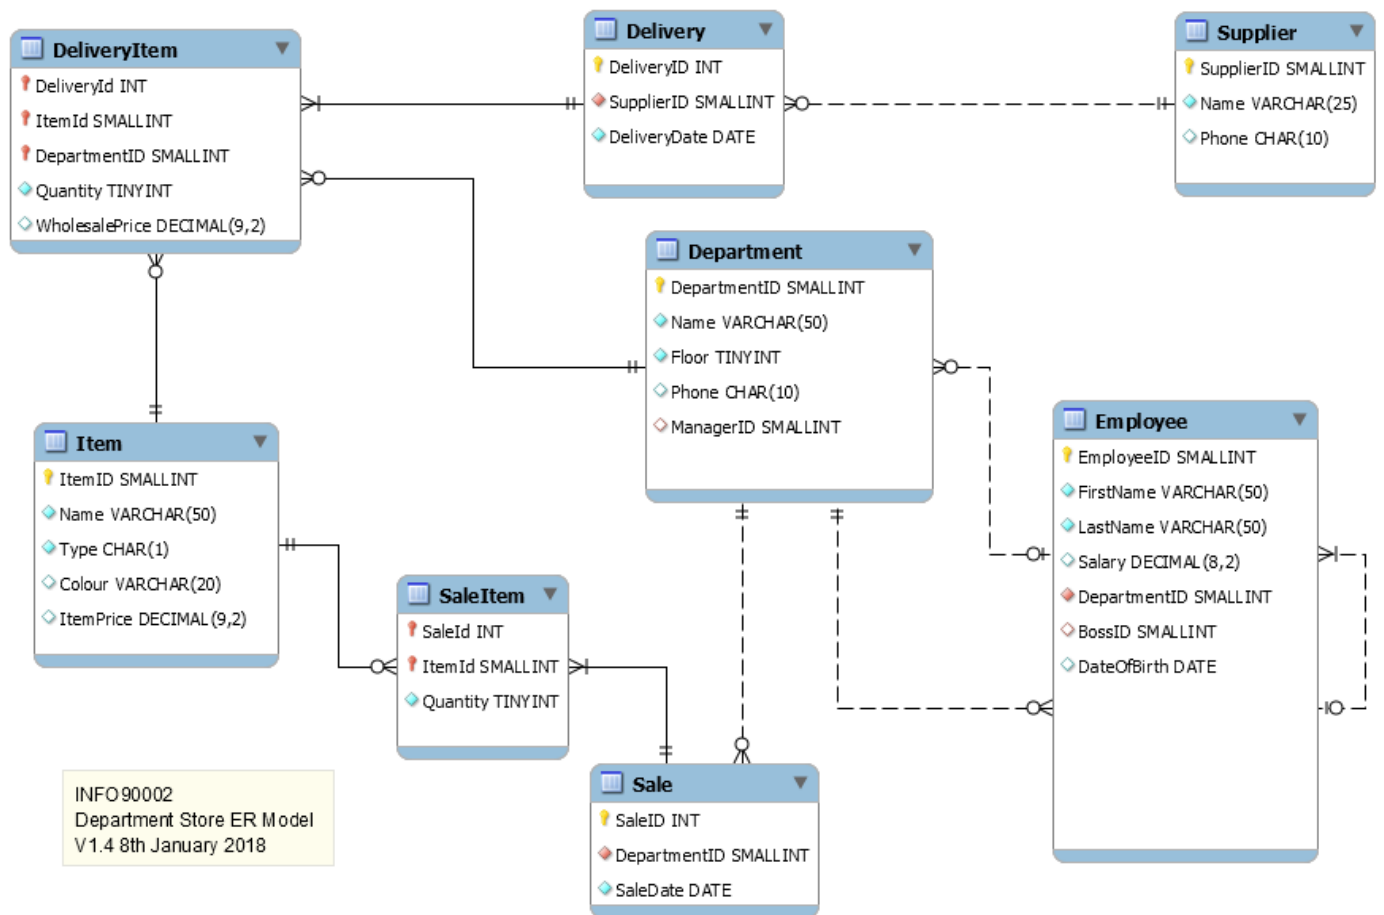 DeliveryItem
DeliveryId INT
ItemId SMALLINT
DepartmentID SMALLINT
Quantity TINYINT
WholesalePrice DECIMAL(9,2)
Delivery
DeliveryID INT
SupplierID SMALLINT
DeliveryDate DATE
Supplier
SupplierID SMALLINT
Name VARCHAR(25)
Phone CHAR(10)
Department
DepartmentID SMALLINT
Name VARCHAR(50)
Floor TINYINT
Phone CHAR(10)
ManagerID SMALLINT
Employee
EmployeeID SMALLINT
FirstName VARCHAR(50)
LastName VARCHAR(50)
Salary DECIMAL(8,2)
DepartmentID SMALLINT
BossID SMALLINT
DateOfBirth DATE
Item
ItemID SMALLINT
Name VARCHAR(50)
Type CHAR(1)
Colour VARCHAR(20)
ItemPrice DECIMAL(9,2)
SaleItem
SaleId INT
ItemId SMALLINT
Quantity TINYINT
Sale
SaleID INT
DepartmentID SMALLINT
SaleDate DATE
INFO90002
Department Store ER Model
V1.4 8th January 2018